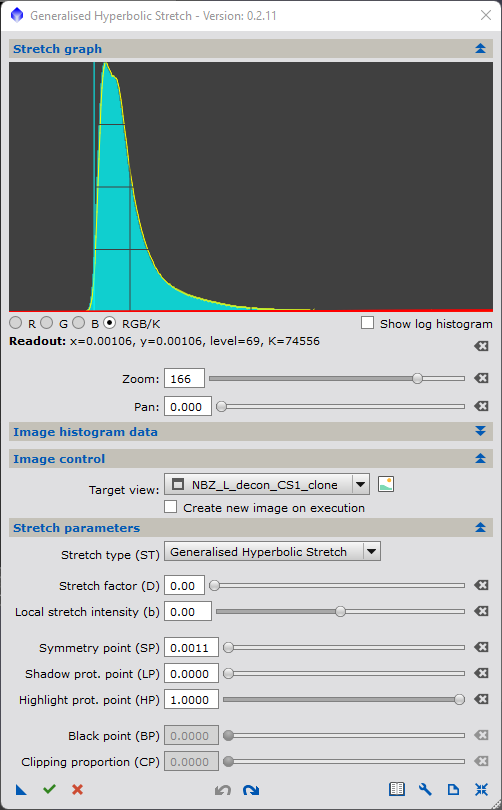 Generalised Hyperbolic Stretch - Version: 0.2.11
Stretch graph
R G B RGB/K Show log histogram
Readout: x=0.00106, y=0.00106, level=69, K=74556
Zoom: 166
Pan: 0.000
Image histogram data
Image control
Target view: NBZ_L_decon_CS1_clone
Create new image on execution
Stretch parameters
Stretch type (ST) Generalised Hyperbolic Stretch
Stretch factor (D) 0.00
Local stretch intensity (b) 0.00
Symmetry point (SP) 0.0011
Shadow prot. point (LP) 0.0000
Highlight prot. point (HP) 1.0000
Black point (BP) 0.0000
Clipping proportion (CP) 0.0000